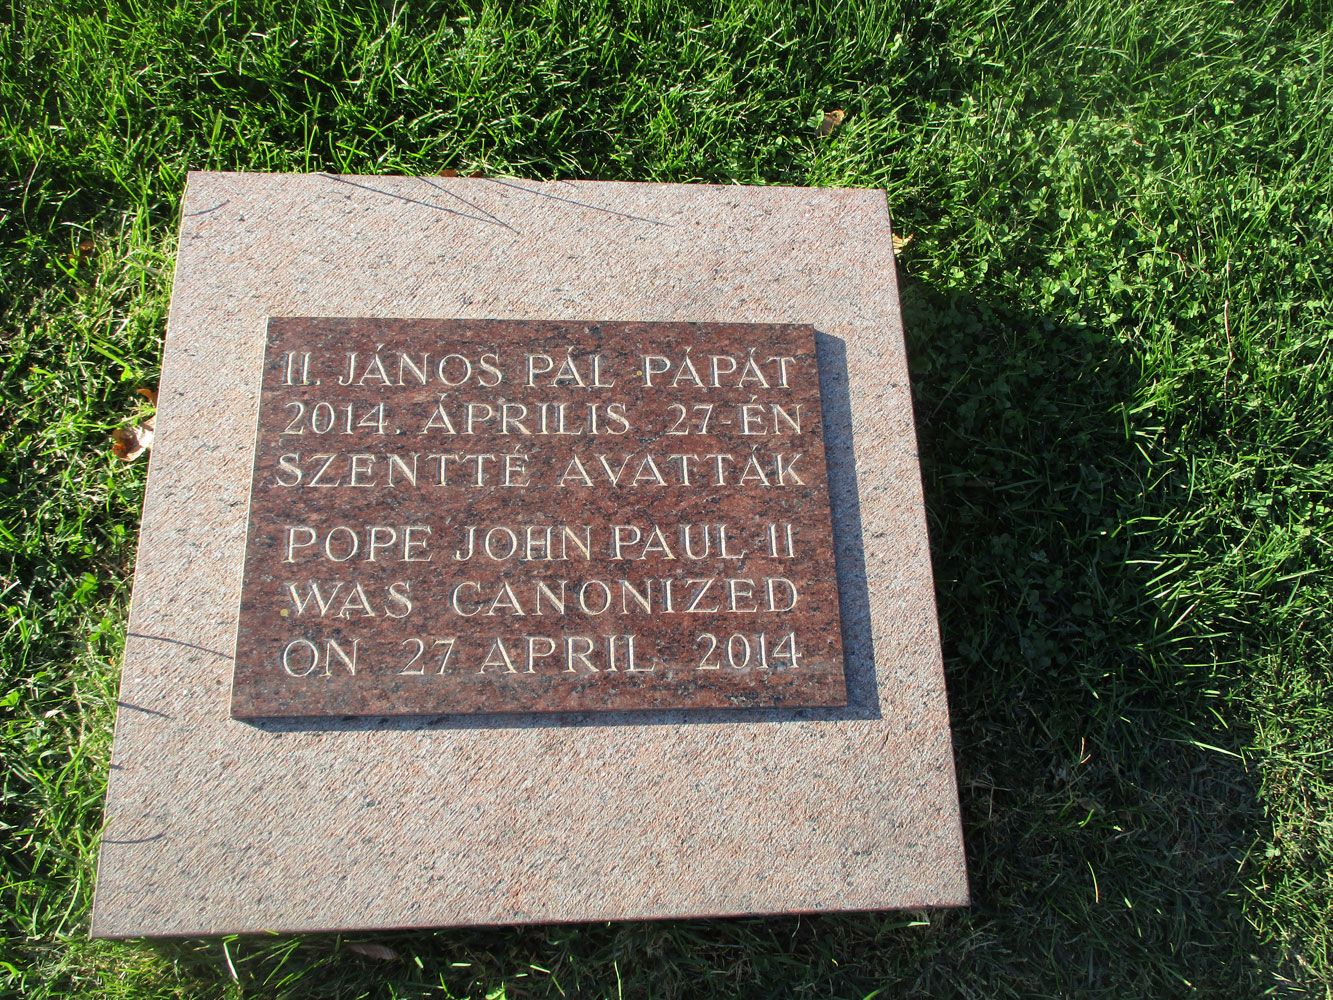 II. JÁNOS PÁL PÁPÁT
2014. ÁPRILIS 27-ÉN
SZENTTÉ AVATTÁK
POPE JOHN PAUL II
WAS CANONIZED
ON 27 APRIL 2014